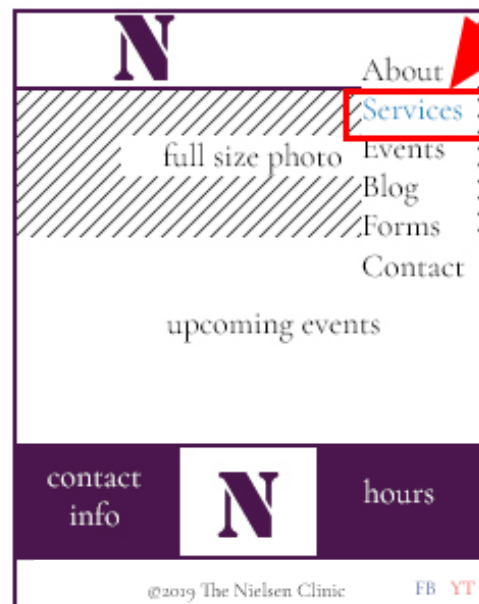 N
About
Services
full size photo
Events
Blog
Forms
Contact
upcoming events
contact
info
N
hours
©2019 The Nielsen Clinic
FB YT